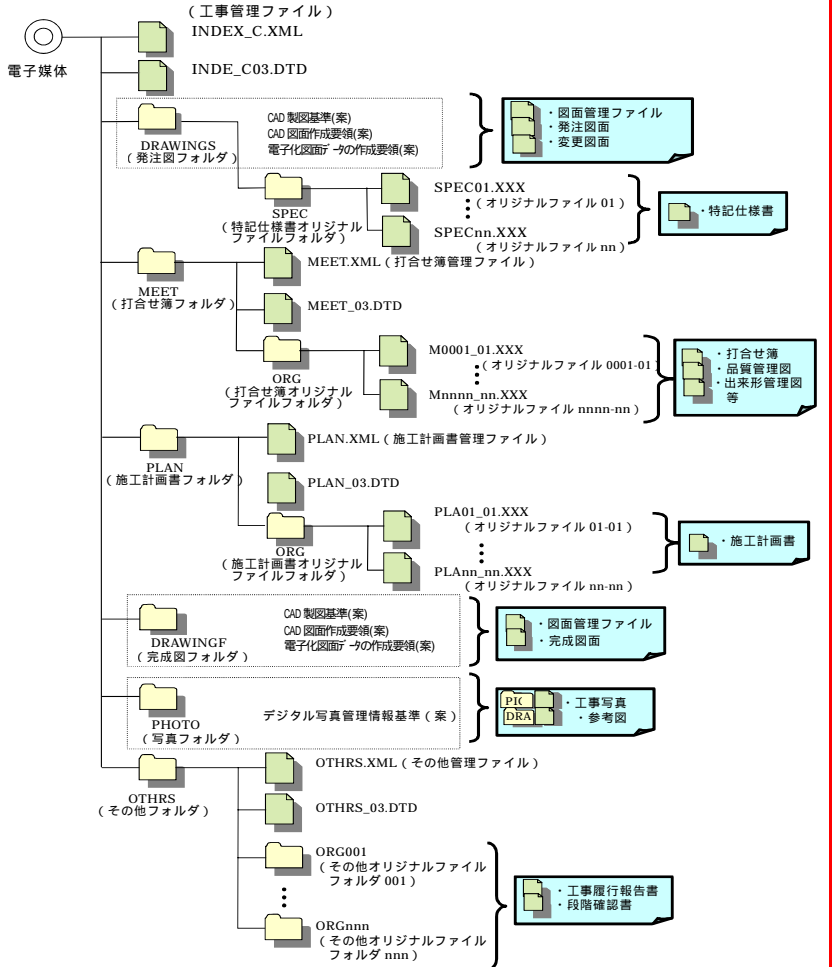 (工事管理ファイル)
INDEX_C.XML
電子媒体
INDE_C03.DTD
CAD 製図基準(案)
CAD 図面作成要領(案)
電子化図面データの作成要領(案)
DRAWINGS
(発注図フォルダ)
・図面管理ファイル
・発注図面
・変更図面
SPEC
(特記仕様書オリジナル
ファイルフォルダ)
SPEC01.XXX
(オリジナルファイル 01)
SPECnn.XXX
(オリジナルファイル nn)
・特記仕様書
MEET
(打合せ簿フォルダ)
MEET.XML(打合せ簿管理ファイル)
MEET_03.DTD
ORG
(打合せ簿オリジナル
ファイルフォルダ)
M0001_01.XXX
(オリジナルファイル 0001-01)
Mnnnn_nn.XXX
(オリジナルファイル nnnn-nn)
・打合せ簿
・品質管理図
・出来形管理図
等
PLAN
(施工計画書フォルダ)
PLAN.XML(施工計画書管理ファイル)
PLAN_03.DTD
ORG
(施工計画書オリジナル
ファイルフォルダ)
PLA01_01.XXX
(オリジナルファイル 01-01)
PLAnn_nn.XXX
(オリジナルファイル nn-nn)
・施工計画書
DRAWINGF
(完成図フォルダ)
CAD 製図基準(案)
CAD 図面作成要領(案)
電子化図面データの作成要領(案)
・図面管理ファイル
・完成図面
PHOTO
(写真フォルダ)
デジタル写真管理情報基準(案)
PIC
DRA
・工事写真
・参考図
OTHRS
(その他フォルダ)
OTHRS.XML(その他管理ファイル)
OTHRS_03.DTD
ORG001
(その他オリジナルファイル
フォルダ 001)
ORGnnn
(その他オリジナルファイル
フォルダ nnn)
・工事履行報告書
・段階確認書